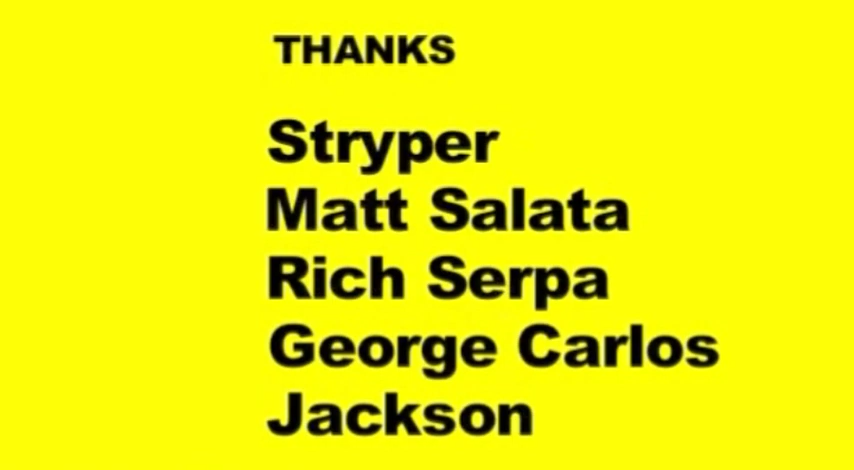 THANKS
Stryper
Matt Salata
Rich Serpa
George Carlos
Jackson